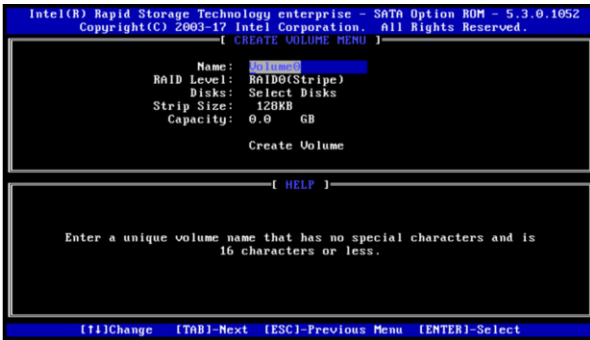 Intel(R) Rapid Storage Technology enterprise - SATA Option ROM - 5.3.0.1052
Copyright(C) 2003-17 Intel Corporation. All Rights Reserved.
[ CREATE VOLUME MENU ]
Name: Volume0
RAID Level: RAID0(Stripe)
Disks: Select Disks
Strip Size: 128KB
Capacity: 0.0 GB
Create Volume
[ HELP ]
Enter a unique volume name that has no special characters and is
16 characters or less.
[↑↓]Change [TAB]-Next [ESC]-Previous Menu [ENTER]-Select